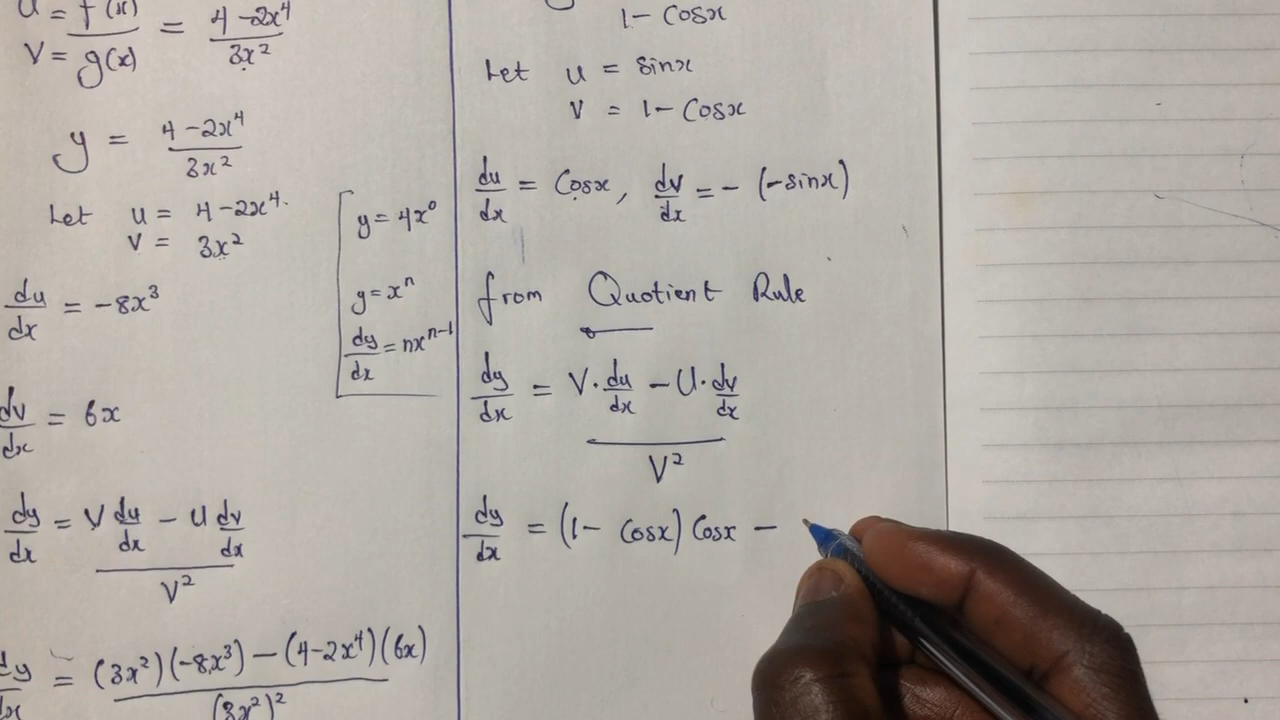 U = f(x) = 4-2x⁴
V = g(x) 3x²
y = 4-2x⁴
3x²
Let u = 4-2x⁴.
V = 3x²
du/dx = -8x³
dv/dx = 6x
dy/dx = V du/dx - U dv/dx
V²
dy/dx = (3x²)(-8x³) - (4-2x⁴)(6x)
(3x²)²
y = 4x⁰
y = xⁿ
dy/dx = nxⁿ⁻¹
1 - Cosx
Let u = sinx
V = 1 - Cosx
du/dx = Cosx, dv/dx = - (-sinx)
from Quotient Rule
dy/dx = V. du/dx - U. dv/dx
V²
dy/dx = (1- Cosx) Cosx -